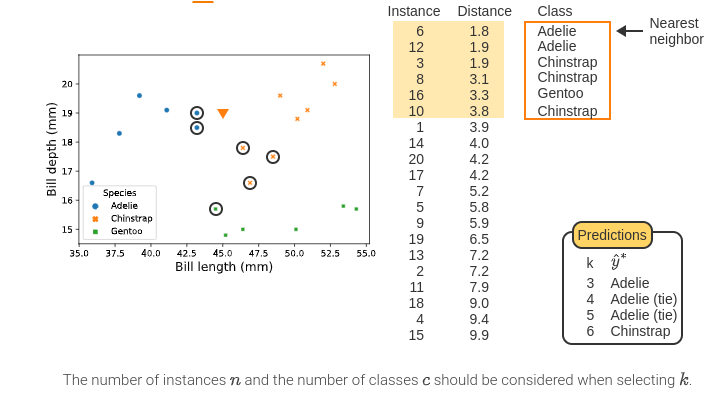 Instance Distance Class
6 1.8 Adelie
12 1.9 Adelie
3 1.9 Chinstrap
8 3.1 Chinstrap
16 3.3 Gentoo
10 3.8 Chinstrap
1 3.9
14 4.0
20 4.2
17 4.2
7 5.2
5 5.8
9 5.9
19 6.5
13 7.2
2 7.2
11 7.9
18 9.0
4 9.4
15 9.9
Nearest
neighbor
Bill depth (mm)
20
19
18
17
16
15
Species
Adelie
Chinstrap
Gentoo
35.0 37.5 40.0 42.5 45.0 47.5 50.0 52.5 55.0
Bill length (mm)
Predictions
k ŷ*
3 Adelie
4 Adelie (tie)
5 Adelie (tie)
6 Chinstrap
The number of instances n and the number of classes c should be considered when selecting k.